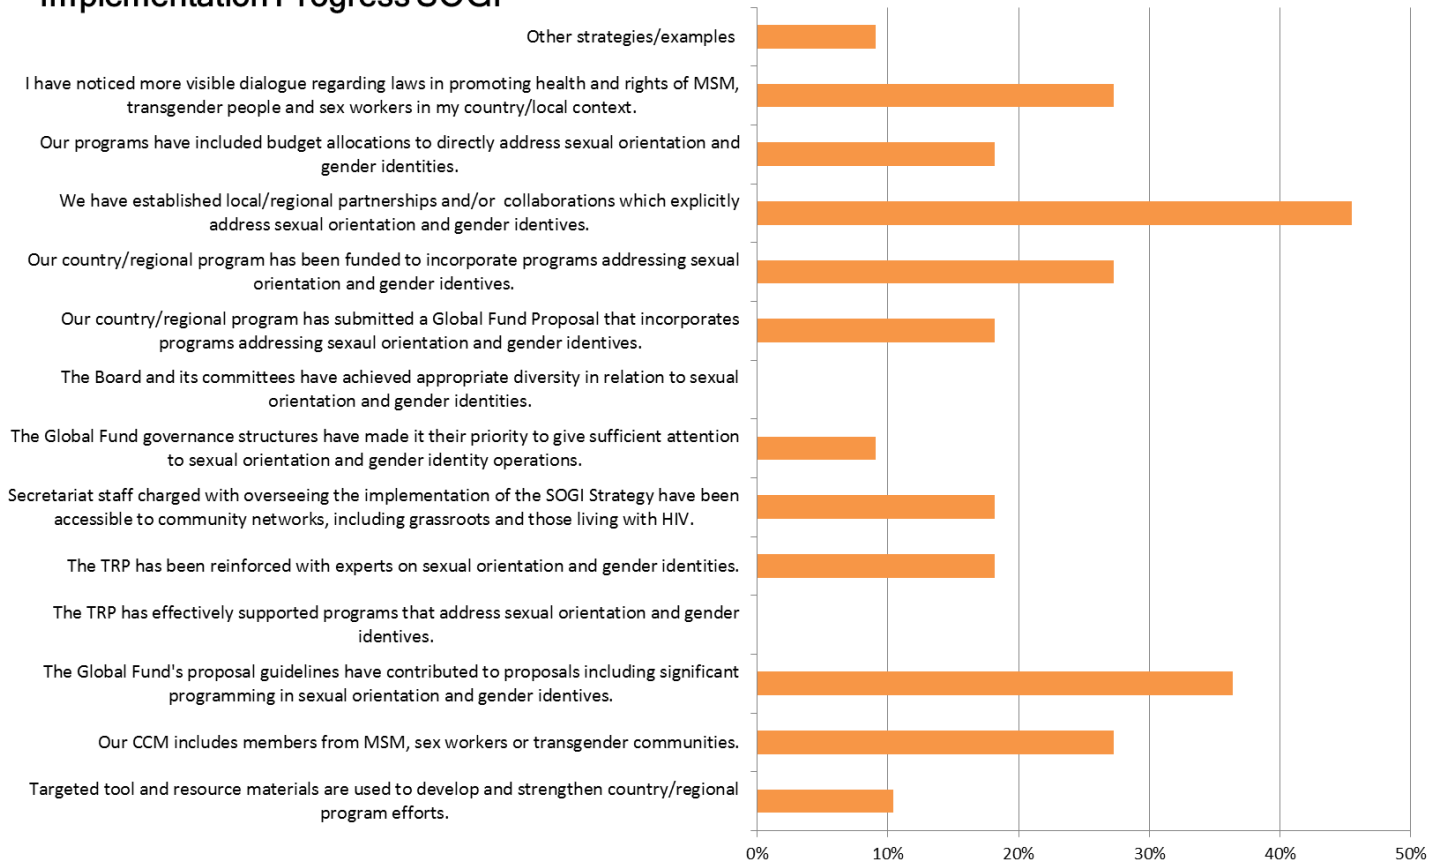 Implementation Progress SOGI
Other strategies/examples
I have noticed more visible dialogue regarding laws in promoting health and rights of MSM,
transgender people and sex workers in my country/local context.
Our programs have included budget allocations to directly address sexual orientation and
gender identities.
We have established local/regional partnerships and/or collaborations which explicitly
address sexual orientation and gender identives.
Our country/regional program has been funded to incorporate programs addressing sexual
orientation and gender identives.
Our country/regional program has submitted a Global Fund Proposal that incorporates
programs addressing sexaul orientation and gender identives.
The Board and its committees have achieved appropriate diversity in relation to sexual
orientation and gender identities.
The Global Fund governance structures have made it their priority to give sufficient attention
to sexual orientation and gender identity operations.
Secretariat staff charged with overseeing the implementation of the SOGI Strategy have been
accessible to community networks, including grassroots and those living with HIV.
The TRP has been reinforced with experts on sexual orientation and gender identities.
The TRP has effectively supported programs that address sexual orientation and gender
identives.
The Global Fund's proposal guidelines have contributed to proposals including significant
programming in sexual orientation and gender identives.
Our CCM includes members from MSM, sex workers or transgender communities.
Targeted tool and resource materials are used to develop and strengthen country/regional
program efforts.
0% 10% 20% 30% 40% 50%